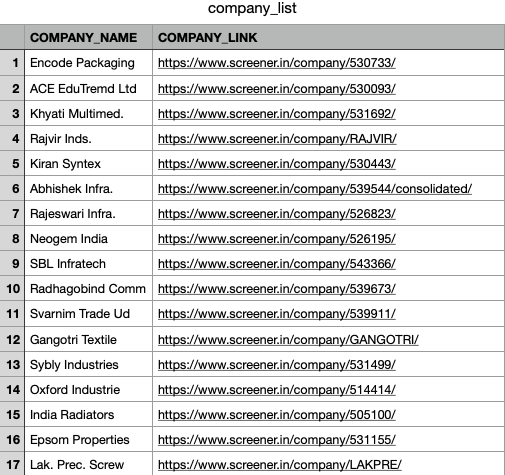 company_list
COMPANY_NAME COMPANY_LINK
1 Encode Packaging https://www.screener.in/company/530733/
2 ACE EduTremd Ltd https://www.screener.in/company/530093/
3 Khyati Multimed. https://www.screener.in/company/531692/
4 Rajvir Inds. https://www.screener.in/company/RAJVIR/
5 Kiran Syntex https://www.screener.in/company/530443/
6 Abhishek Infra. https://www.screener.in/company/539544/consolidated/
7 Rajeswari Infra. https://www.screener.in/company/526823/
8 Neogem India https://www.screener.in/company/526195/
9 SBL Infratech https://www.screener.in/company/543366/
10 Radhagobind Comm https://www.screener.in/company/539673/
11 Svarnim Trade Ud https://www.screener.in/company/539911/
12 Gangotri Textile https://www.screener.in/company/GANGOTRI/
13 Sybly Industries https://www.screener.in/company/531499/
14 Oxford Industrie https://www.screener.in/company/514414/
15 India Radiators https://www.screener.in/company/505100/
16 Epsom Properties https://www.screener.in/company/531155/
17 Lak. Prec. Screw https://www.screener.in/company/LAKPRE/